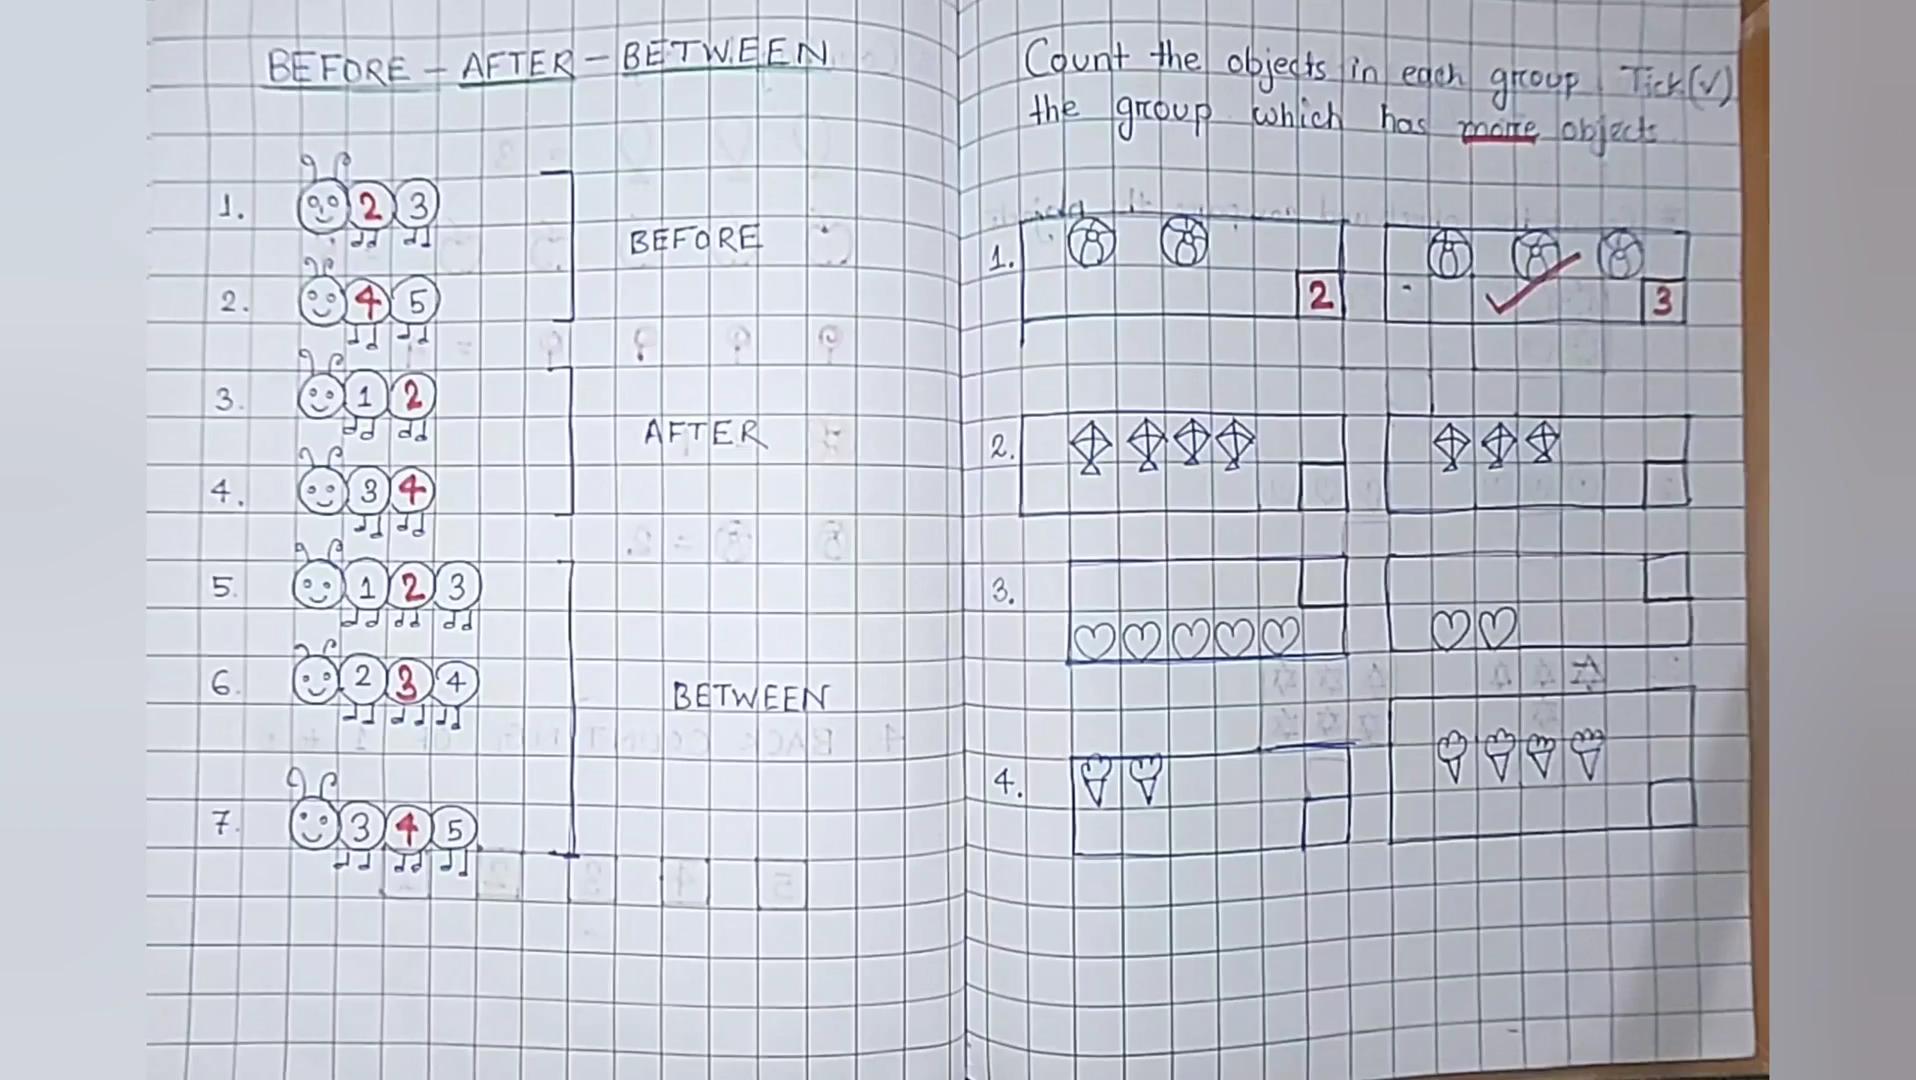 BEFORE - AFTER - BETWEEN
1. 2 3
2. 4 5
BEFORE
3. 1 2
4. 3 4
AFTER
5. 1 2 3
6. 2 3 4
7. 3 4 5
BETWEEN
Count the objects in each group. Tick(✓)
the group which has more objects
1. 2 3
2.
3.
4.